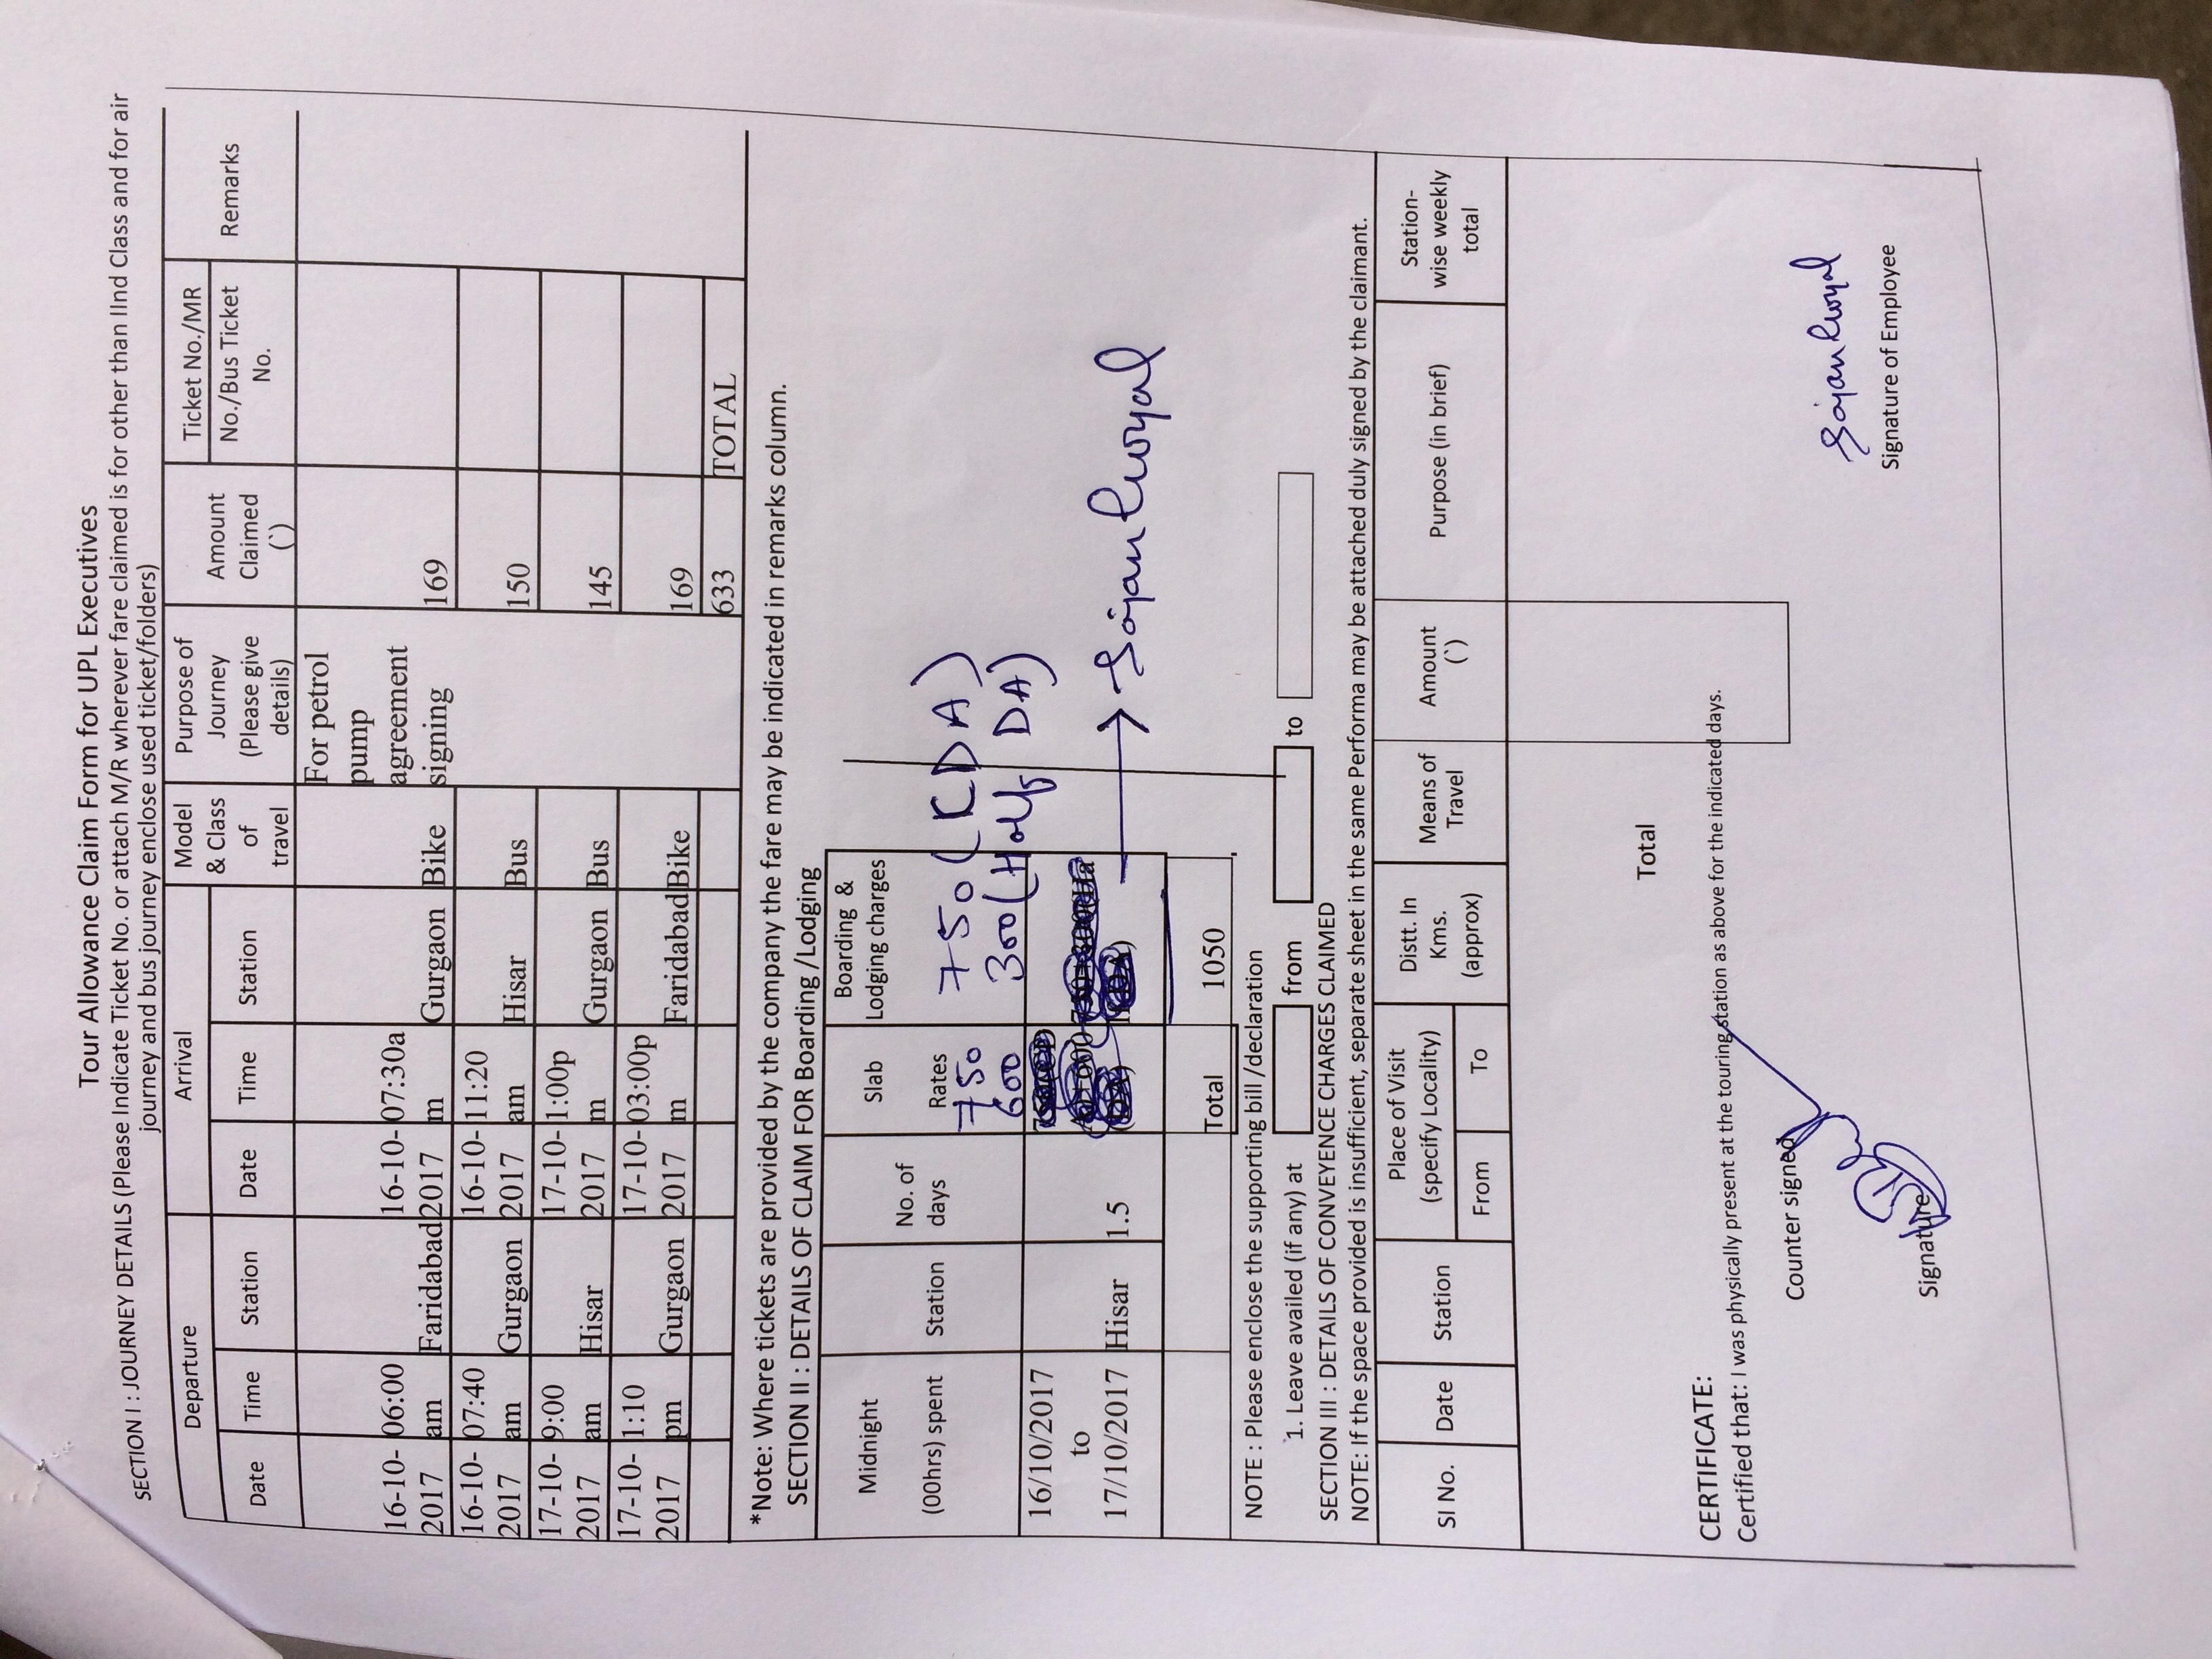 Tour Allowance Claim Form for UPL Executives
SECTION I : JOURNEY DETAILS (Please Indicate Ticket No. or attach M/R wherever fare claimed is for other than IInd Class and for air
journey and bus journey enclose used ticket/folders)
Departure Arrival Model & Class of travel Purpose of Journey (Please give details) Amount Claimed (`) Ticket No./MR No./Bus Ticket No. Remarks
Date Time Station Date Time Station
16-10-2017 06:00 am Faridabad 16-10-2017 07:30am Gurgaon Bike For petrol pump agreement signing 169
16-10-2017 07:40 am Gurgaon 16-10-2017 11:20 am Hisar Bus 150
17-10-2017 9:00 am Hisar 17-10-2017 1:00pm Gurgaon Bus 145
17-10-2017 1:10 pm Gurgaon 17-10-2017 03:00pm Faridabad Bike 169
633 TOTAL
*Note: Where tickets are provided by the company the fare may be indicated in remarks column.
SECTION II : DETAILS OF CLAIM FOR Boarding /Lodging
Midnight (00hrs) spent Station No. of days Slab Rates Boarding & Lodging charges
750 750 (CDA)
600 300 (Half DA)
16/10/2017 to 17/10/2017 Hisar 1.5
Total 1050
NOTE : Please enclose the supporting bill /declaration
1. Leave availed (if any) at from to
SECTION III : DETAILS OF CONVEYENCE CHARGES CLAIMED
NOTE: If the space provided is insufficient, separate sheet in the same Performa may be attached duly signed by the claimant.
SI No. Date Station Place of Visit (specify Locality) Distt. In Kms. (approx) Means of Travel Amount (`) Purpose (in brief) Station-wise weekly total
From To
Total
CERTIFICATE:
Certified that: I was physically present at the touring station as above for the indicated days.
Counter signed
Signature
Signature of Employee